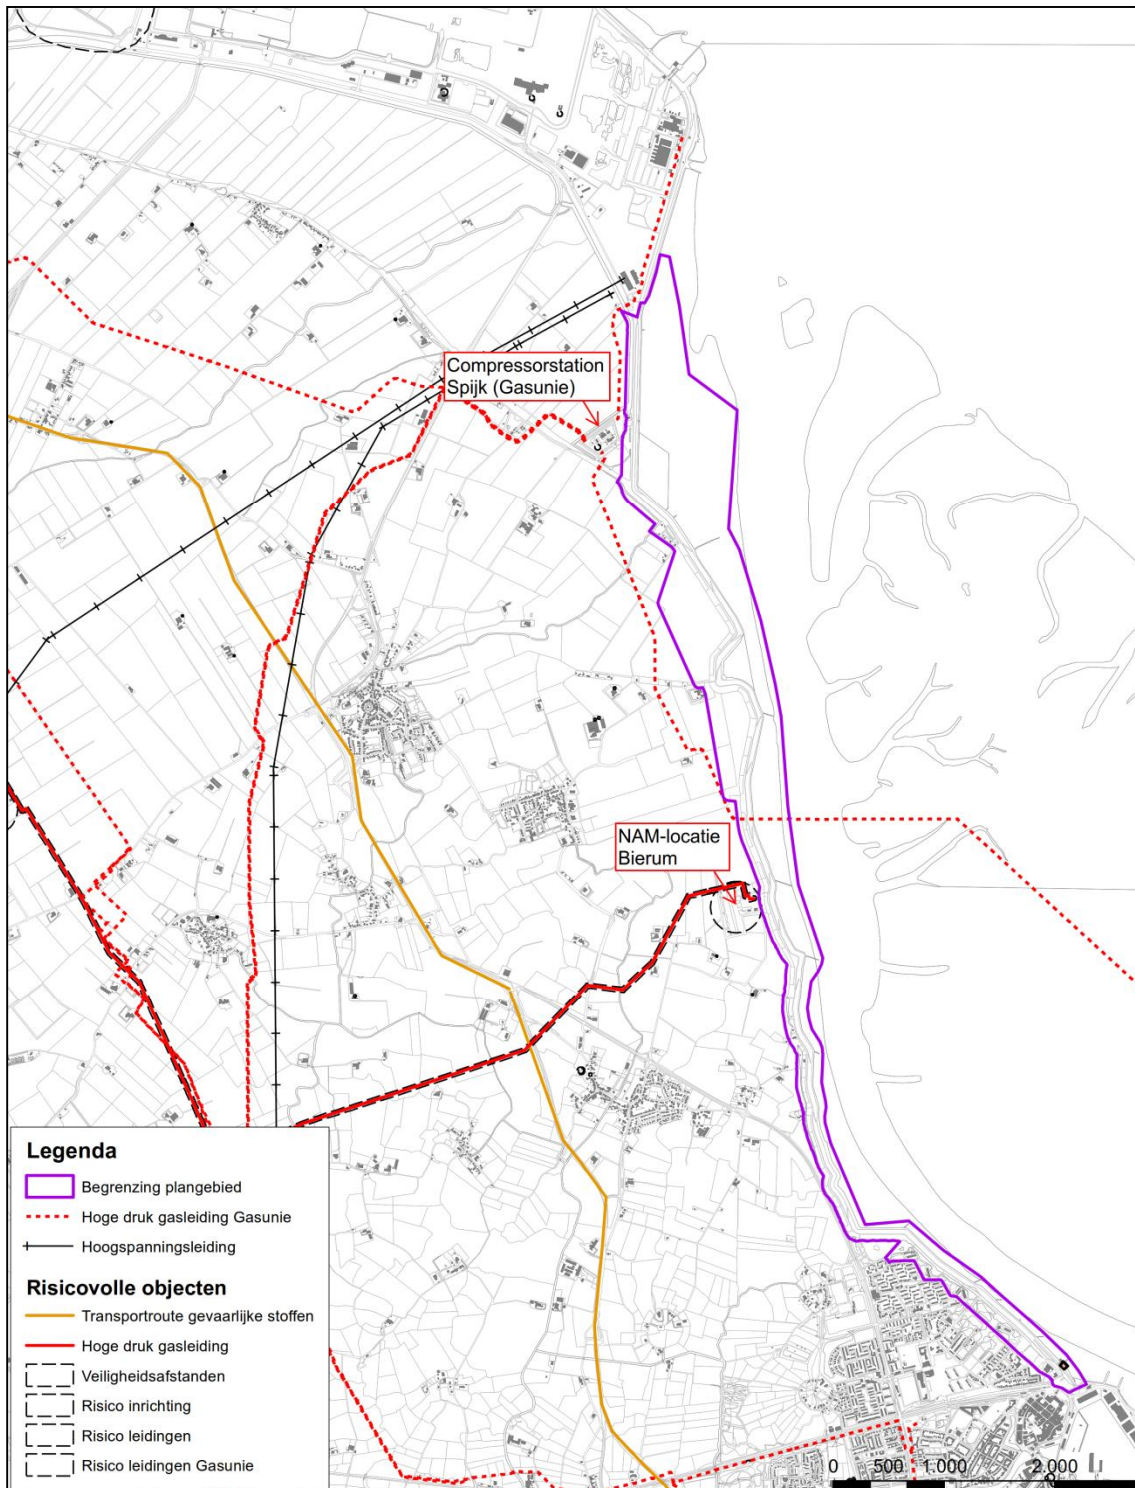 Compressorstation
Spijk (Gasunie)
NAM-locatie
Bierum
Legenda
Begrenzing plangebied
Hoge druk gasleiding Gasunie
Hoogspanningsleiding
Risicovolle objecten
Transportroute gevaarlijke stoffen
Hoge druk gasleiding
Veiligheidsafstanden
Risico inrichting
Risico leidingen
Risico leidingen Gasunie
0 500 1.000 2.000